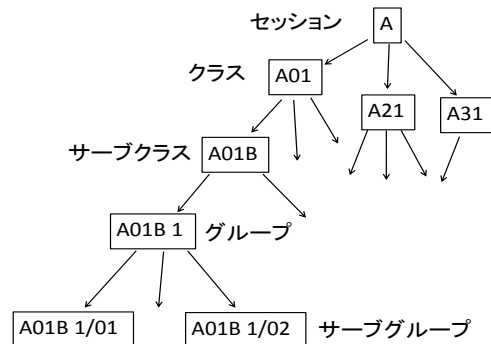 セッション A
クラス A01
A21 A31
サーブクラス A01B
A01B 1 グループ
A01B 1/01 A01B 1/02 サーブグループ